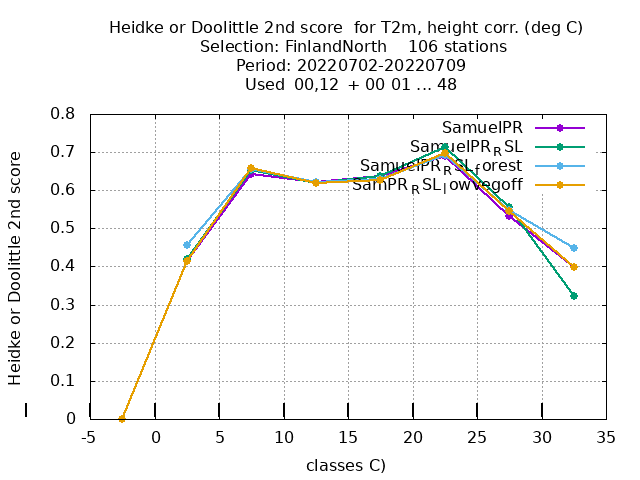 Heidke or Doolittle 2nd score for T2m, height corr. (deg C)
Selection: FinlandNorth 106 stations
Period: 20220702-20220709
Used 00,12 + 00 01 ... 48
SamuelPR
SamuelPR_RSL
SamuelPR_RSL_forest
SamPR_RSL_lowvegoff
Heidke or Doolittle 2nd score
0.8
0.7
0.6
0.5
0.4
0.3
0.2
0.1
0
-5 0 5 10 15 20 25 30 35
classes C)